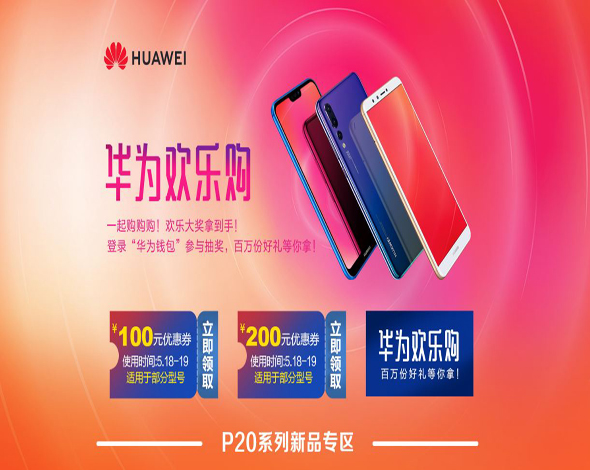 HUAWEI
华为欢乐购
一起购购购！欢乐大奖拿到手！
登录“华为钱包”参与抽奖，百万份好礼等你拿！
¥100元优惠券
使用时间:5.18-19
适用于部分型号
立即领取
¥200元优惠券
使用时间:5.18-19
适用于部分型号
立即领取
华为欢乐购
百万份好礼等你拿！
P20系列新品专区